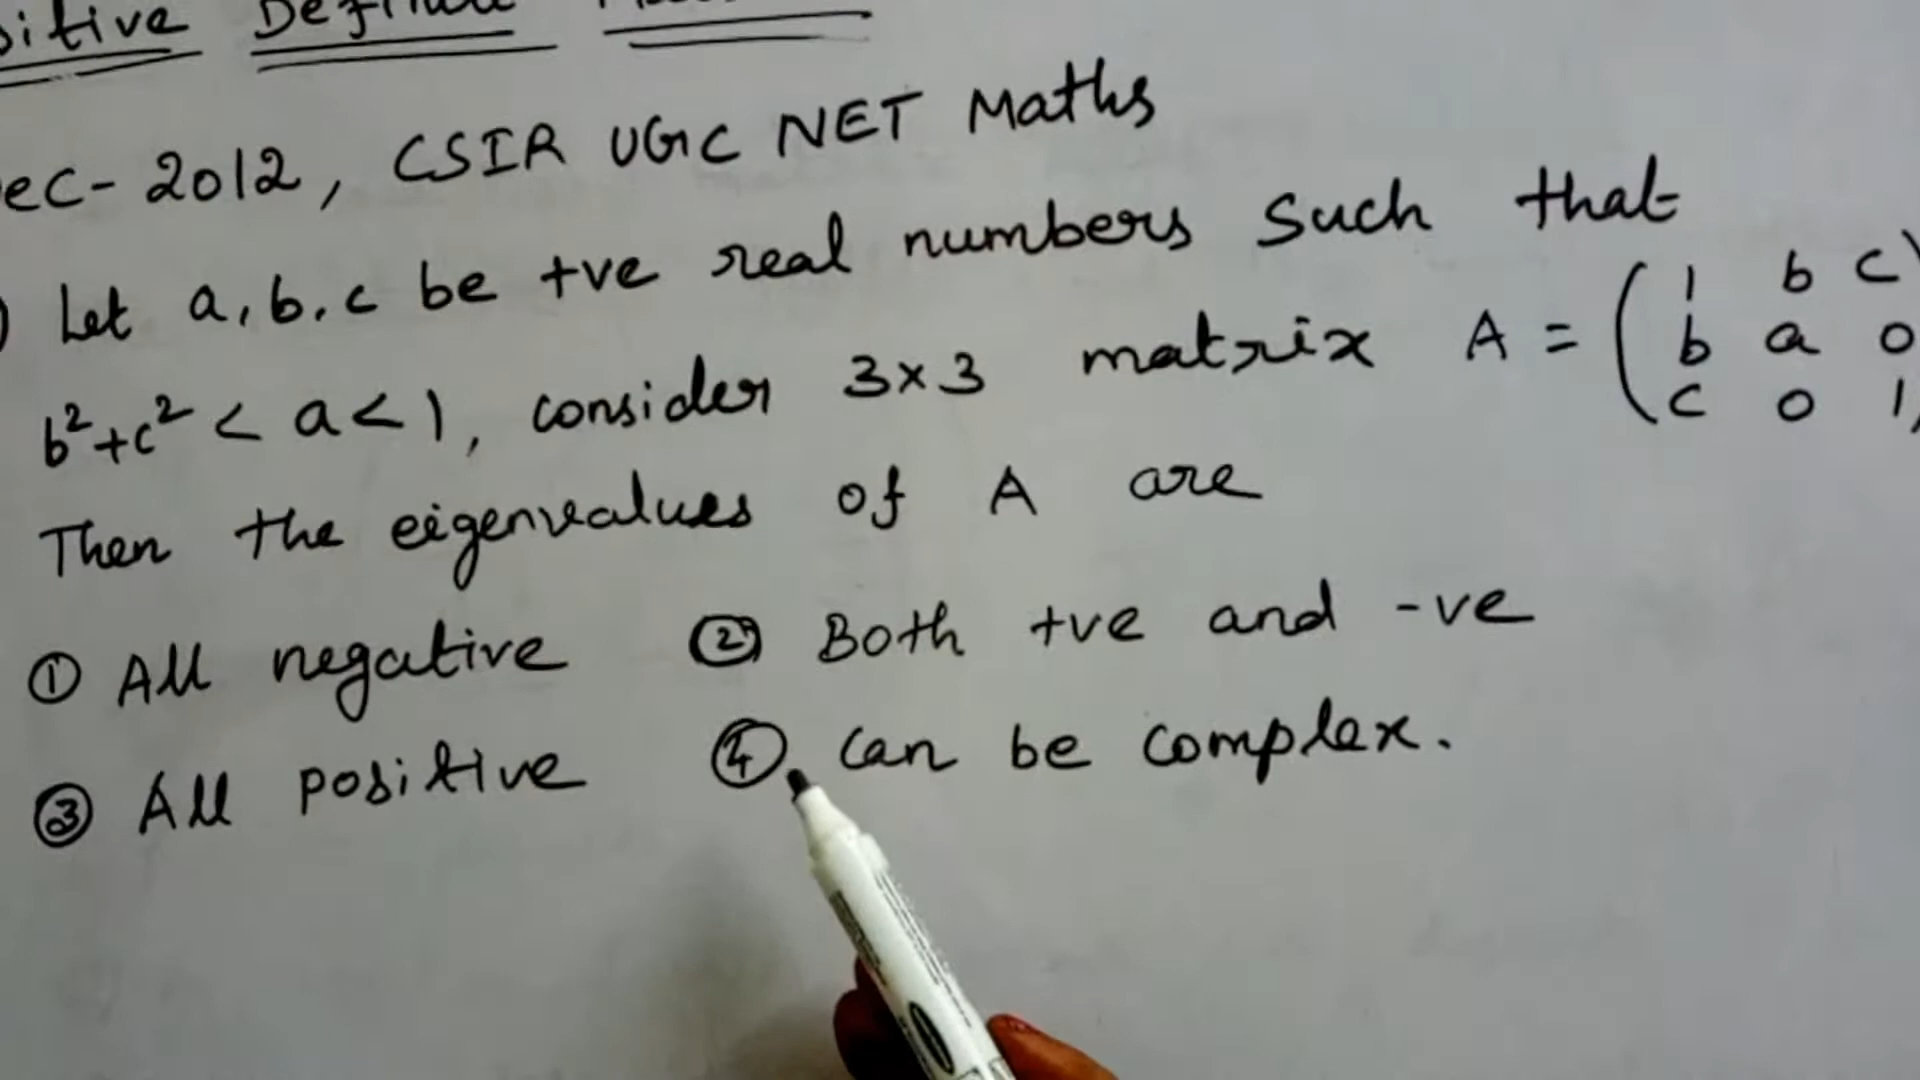 sitive Definite
ec-2012, CSIR UGC NET Maths
) Let a, b, c be +ve real numbers such that
b²+c² < a < 1, consider 3×3 matrix A = (1 b c
b a 0
c 0 1)
Then the eigenvalues of A are
① All negative ② Both +ve and -ve
③ All positive ④ can be complex.